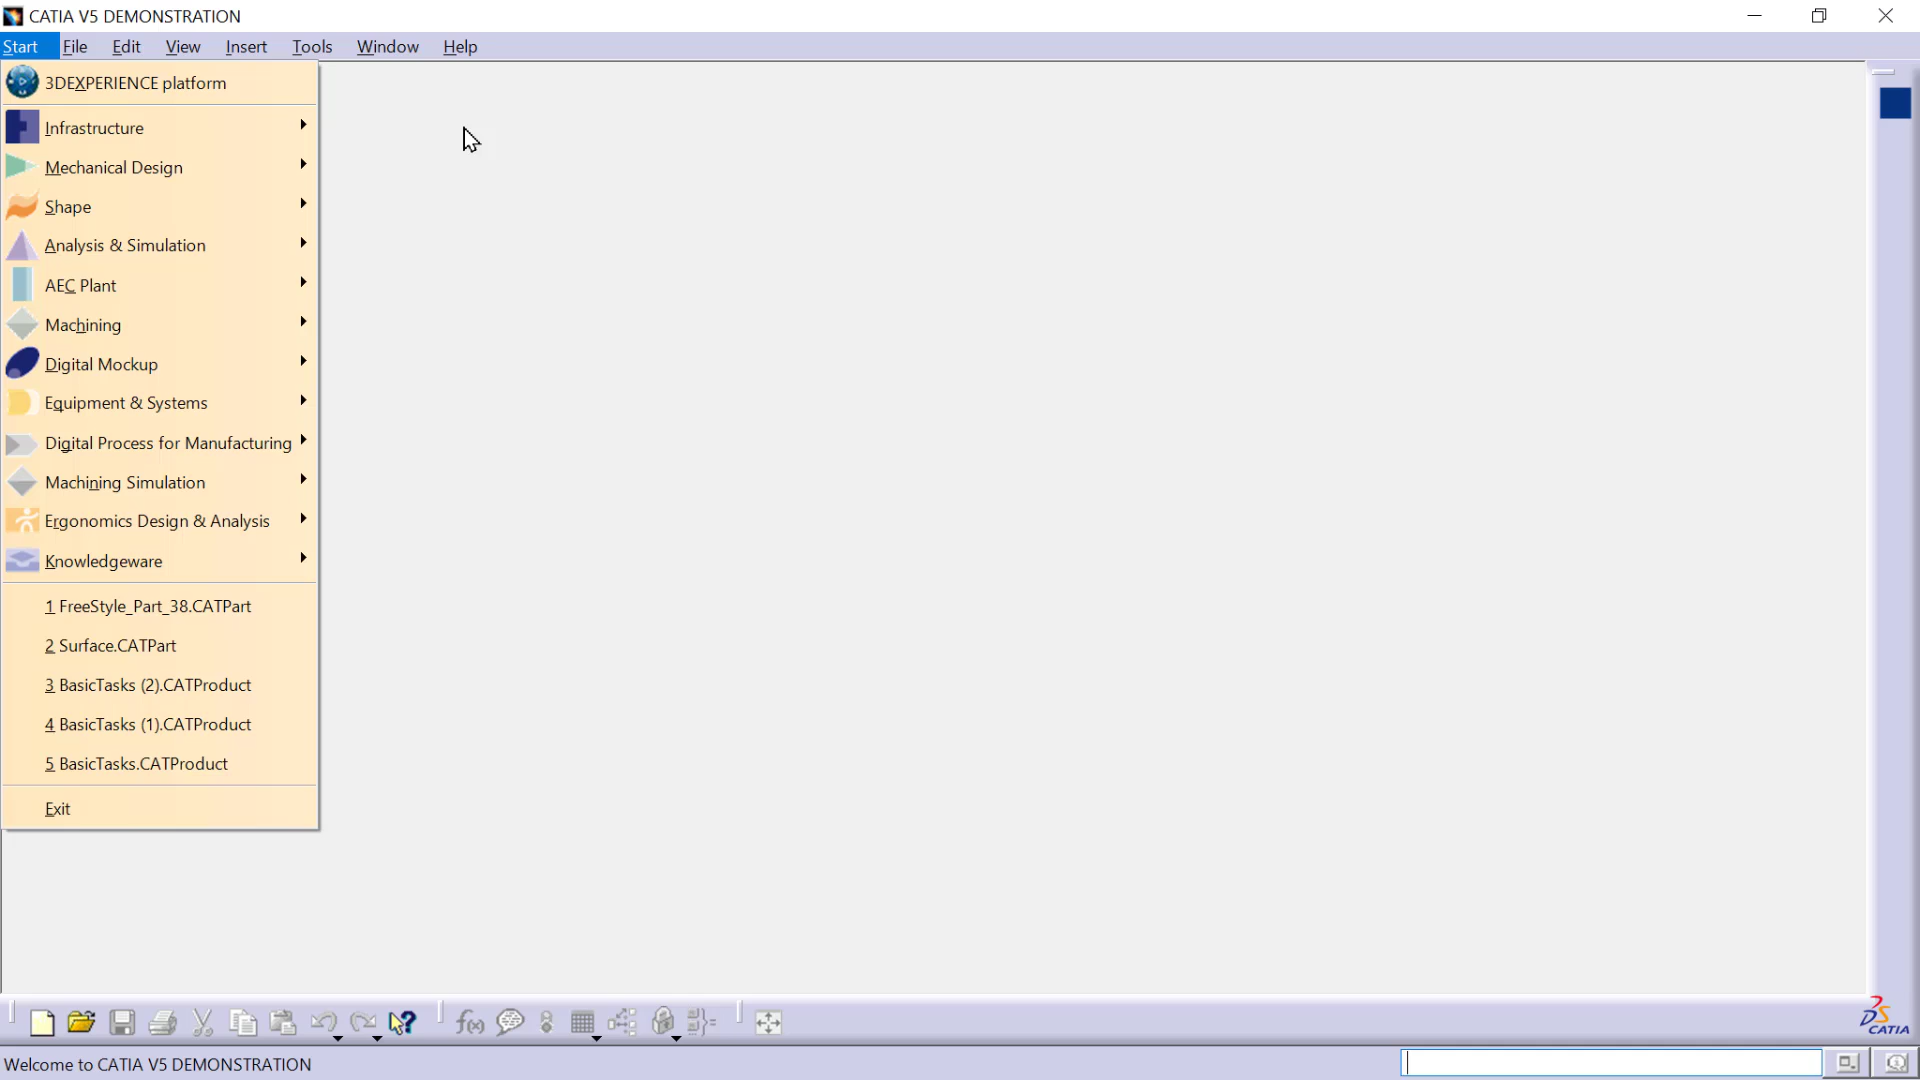 CATIA V5 DEMONSTRATION
Start File Edit View Insert Tools Window Help
3DEXPERIENCE platform
Infrastructure
Mechanical Design
Shape
Analysis & Simulation
AEC Plant
Machining
Digital Mockup
Equipment & Systems
Digital Process for Manufacturing
Machining Simulation
Ergonomics Design & Analysis
Knowledgeware
1 FreeStyle_Part_38.CATPart
2 Surface.CATPart
3 BasicTasks (2).CATProduct
4 BasicTasks (1).CATProduct
5 BasicTasks.CATProduct
Exit
f(x)
DS CATIA
Welcome to CATIA V5 DEMONSTRATION